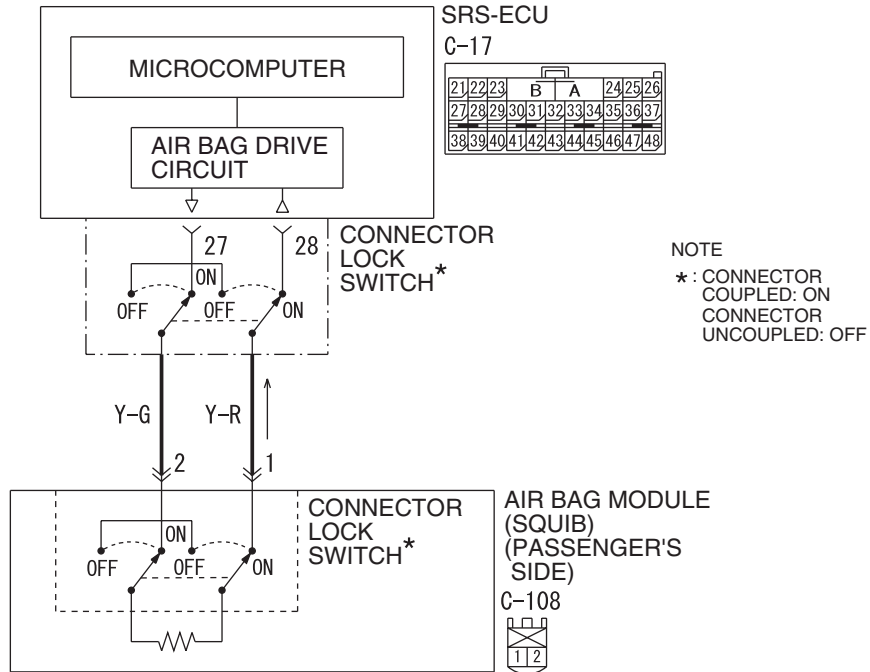 SRS-ECU
C-17
MICROCOMPUTER
AIR BAG DRIVE
CIRCUIT
21 22 23 B A 24 25 26
27 28 29 30 31 32 33 34 35 36 37
38 39 40 41 42 43 44 45 46 47 48
27 28
CONNECTOR
LOCK
SWITCH*
ON
OFF OFF ON
NOTE
*: CONNECTOR
COUPLED: ON
CONNECTOR
UNCOUPLED: OFF
Y-G Y-R
2 1
CONNECTOR
LOCK
SWITCH*
ON
OFF OFF ON
AIR BAG MODULE
(SQUIB)
(PASSENGER'S
SIDE)
C-108
1 2